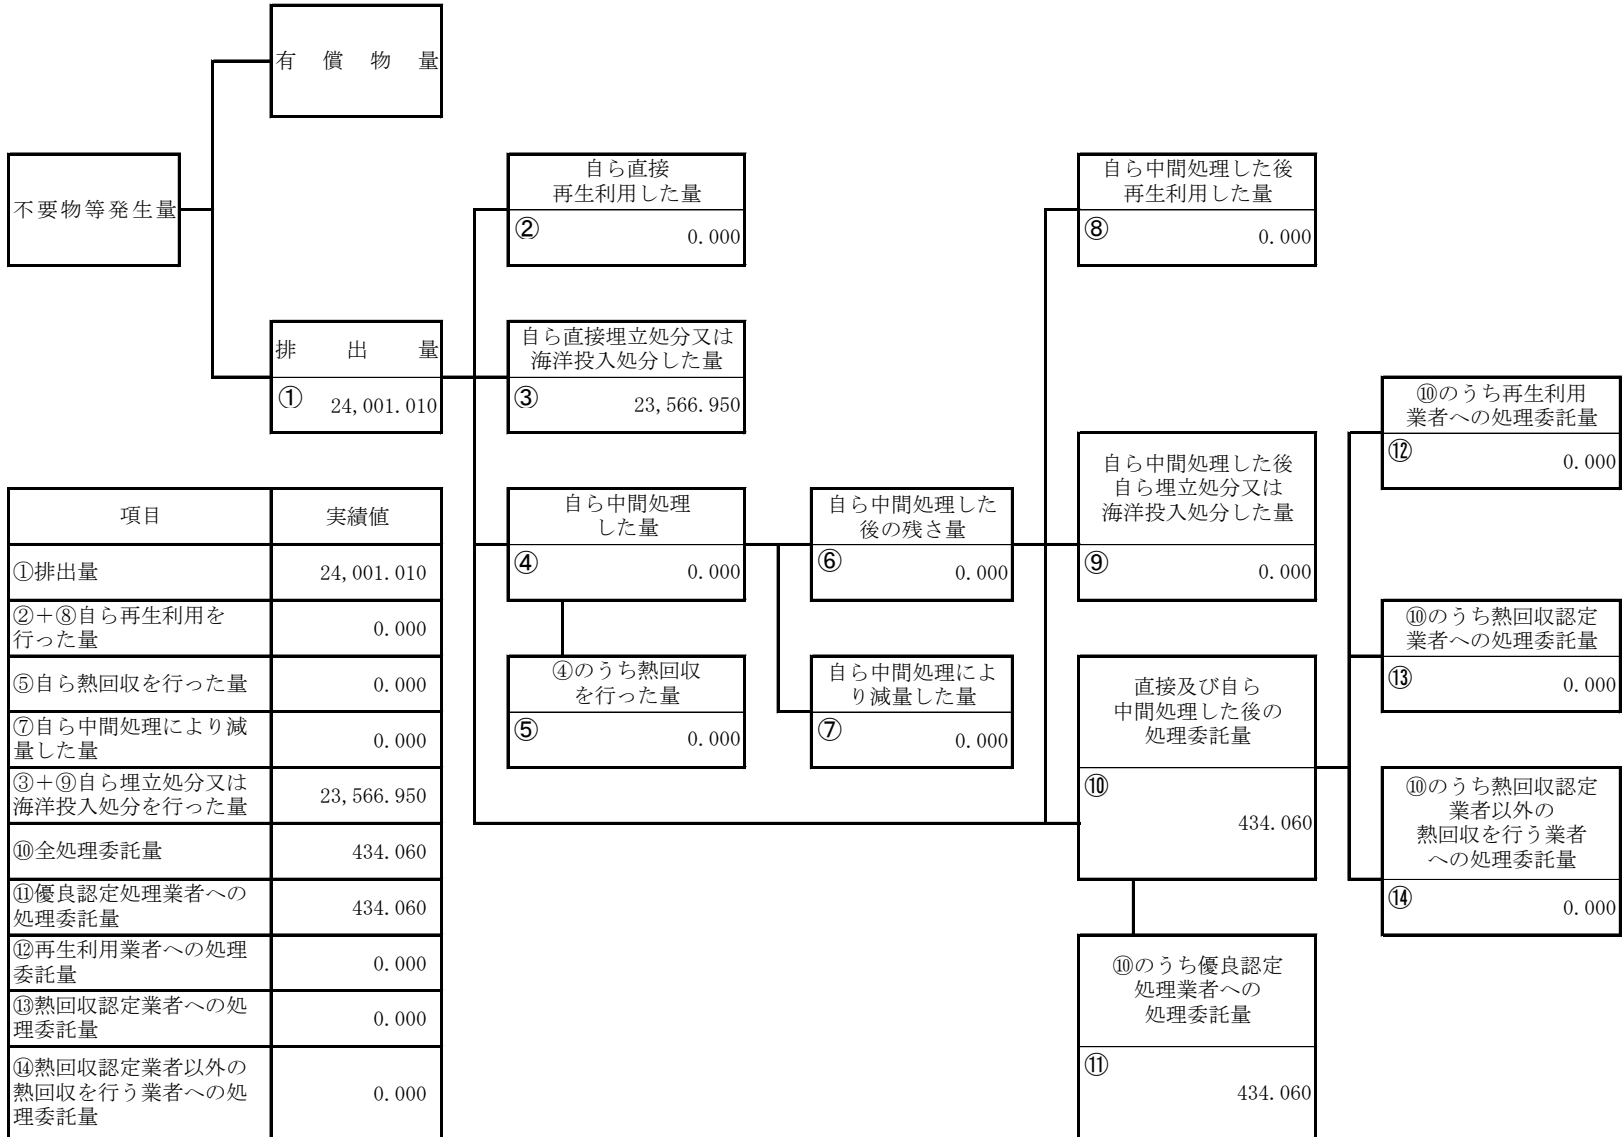 有償物量
不要物等発生量
排出量
① 24,001.010
自ら直接
再生利用した量
② 0.000
自ら直接埋立処分又は
海洋投入処分した量
③ 23,566.950
自ら中間処理
した量
④ 0.000
④のうち熱回収
を行った量
⑤ 0.000
自ら中間処理した
後の残さ量
⑥ 0.000
自ら中間処理によ
り減量した量
⑦ 0.000
自ら中間処理した後
再生利用した量
⑧ 0.000
自ら中間処理した後
自ら埋立処分又は
海洋投入処分した量
⑨ 0.000
直接及び自ら
中間処理した後の
処理委託量
⑩
434.060
⑩のうち優良認定
処理業者への
処理委託量
⑪
434.060
⑩のうち再生利用
業者への処理委託量
⑫ 0.000
⑩のうち熱回収認定
業者への処理委託量
⑬ 0.000
⑩のうち熱回収認定
業者以外の
熱回収を行う業者
への処理委託量
⑭ 0.000
項目 実績値
①排出量 24,001.010
②+⑧自ら再生利用を
行った量 0.000
⑤自ら熱回収を行った量 0.000
⑦自ら中間処理により減
量した量 0.000
③+⑨自ら埋立処分又は
海洋投入処分を行った量 23,566.950
⑩全処理委託量 434.060
⑪優良認定処理業者への
処理委託量 434.060
⑫再生利用業者への処理
委託量 0.000
⑬熱回収認定業者への処
理委託量 0.000
⑭熱回収認定業者以外の
熱回収を行う業者への処
理委託量 0.000